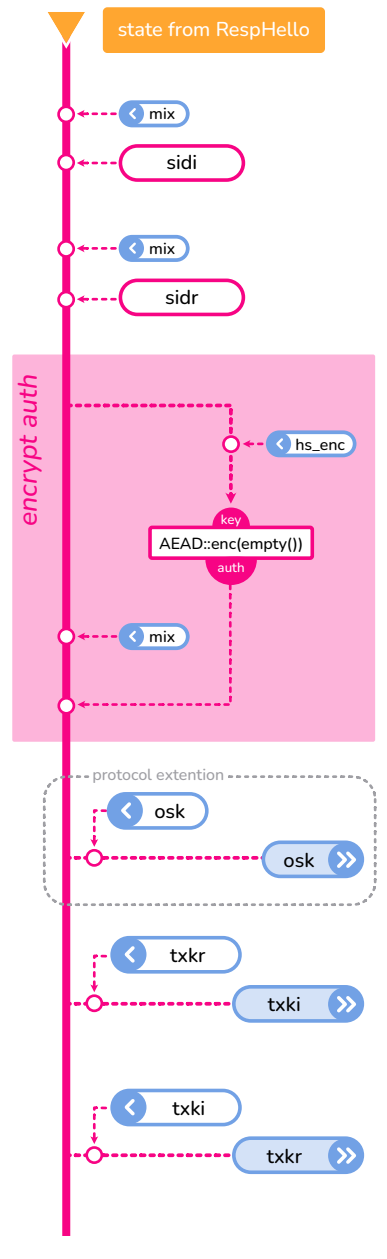 state from RespHello
mix
sidi
mix
sidr
encrypt auth
hs_enc
key
AEAD::enc(empty())
auth
mix
protocol extention
osk
osk
txkr
txki
txki
txkr